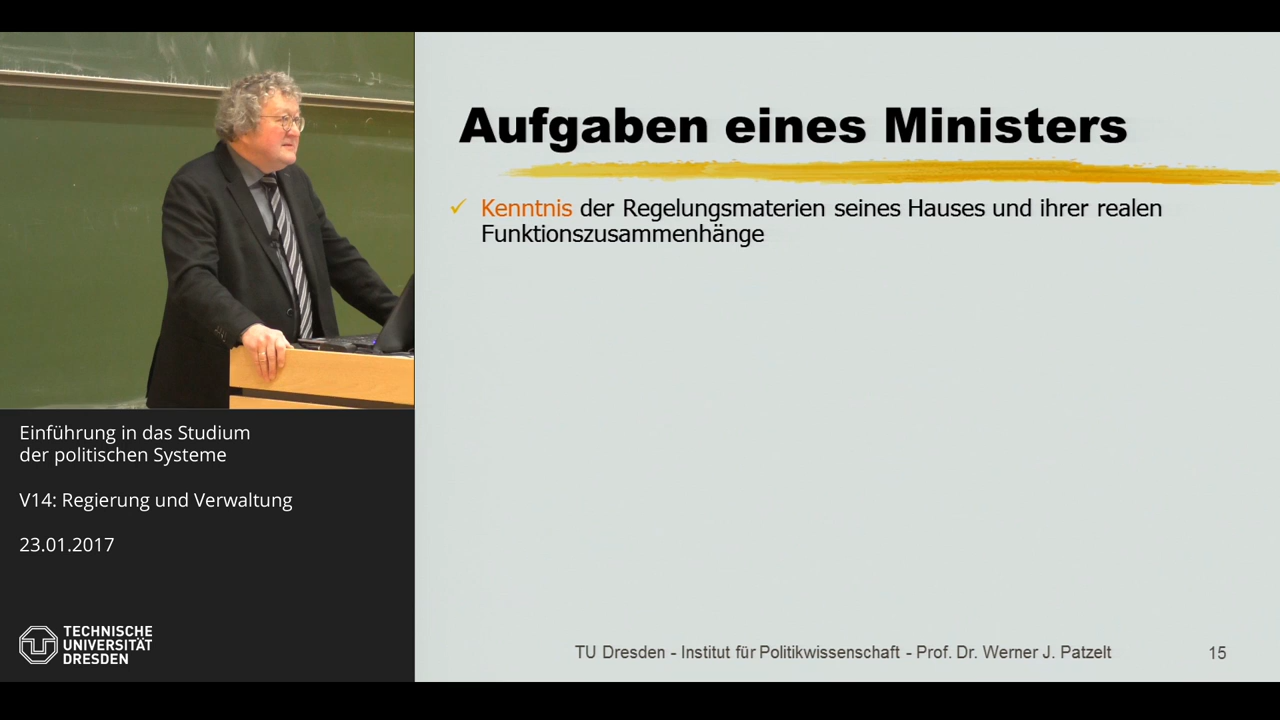 Aufgaben eines Ministers
✓ Kenntnis der Regelungsmaterien seines Hauses und ihrer realen
Funktionszusammenhänge
Einführung in das Studium
der politischen Systeme
V14: Regierung und Verwaltung
23.01.2017
TECHNISCHE
UNIVERSITÄT
DRESDEN
TU Dresden - Institut für Politikwissenschaft - Prof. Dr. Werner J. Patzelt
15